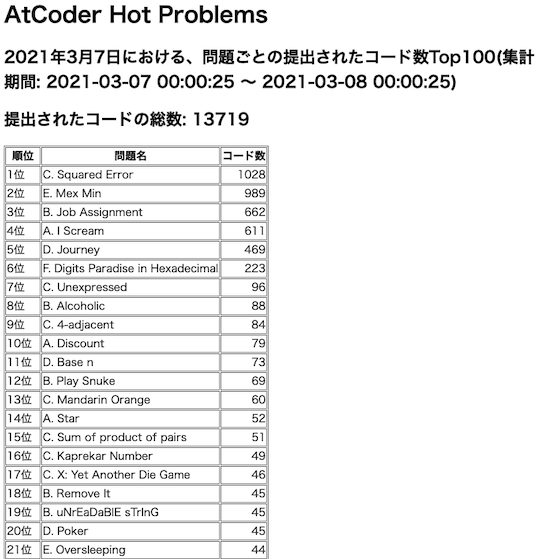 AtCoder Hot Problems
2021年3月7日における、問題ごとの提出されたコード数Top100(集計
期間: 2021-03-07 00:00:25 ～ 2021-03-08 00:00:25)
提出されたコードの総数: 13719
順位 問題名 コード数
1位 C. Squared Error 1028
2位 E. Mex Min 989
3位 B. Job Assignment 662
4位 A. I Scream 611
5位 D. Journey 469
6位 F. Digits Paradise in Hexadecimal 223
7位 C. Unexpressed 96
8位 B. Alcoholic 88
9位 C. 4-adjacent 84
10位 A. Discount 79
11位 D. Base n 73
12位 B. Play Snuke 69
13位 C. Mandarin Orange 60
14位 A. Star 52
15位 C. Sum of product of pairs 51
16位 C. Kaprekar Number 49
17位 C. X: Yet Another Die Game 46
18位 B. Remove It 45
19位 B. uNrEaDaBlE sTrInG 45
20位 D. Poker 45
21位 E. Oversleeping 44